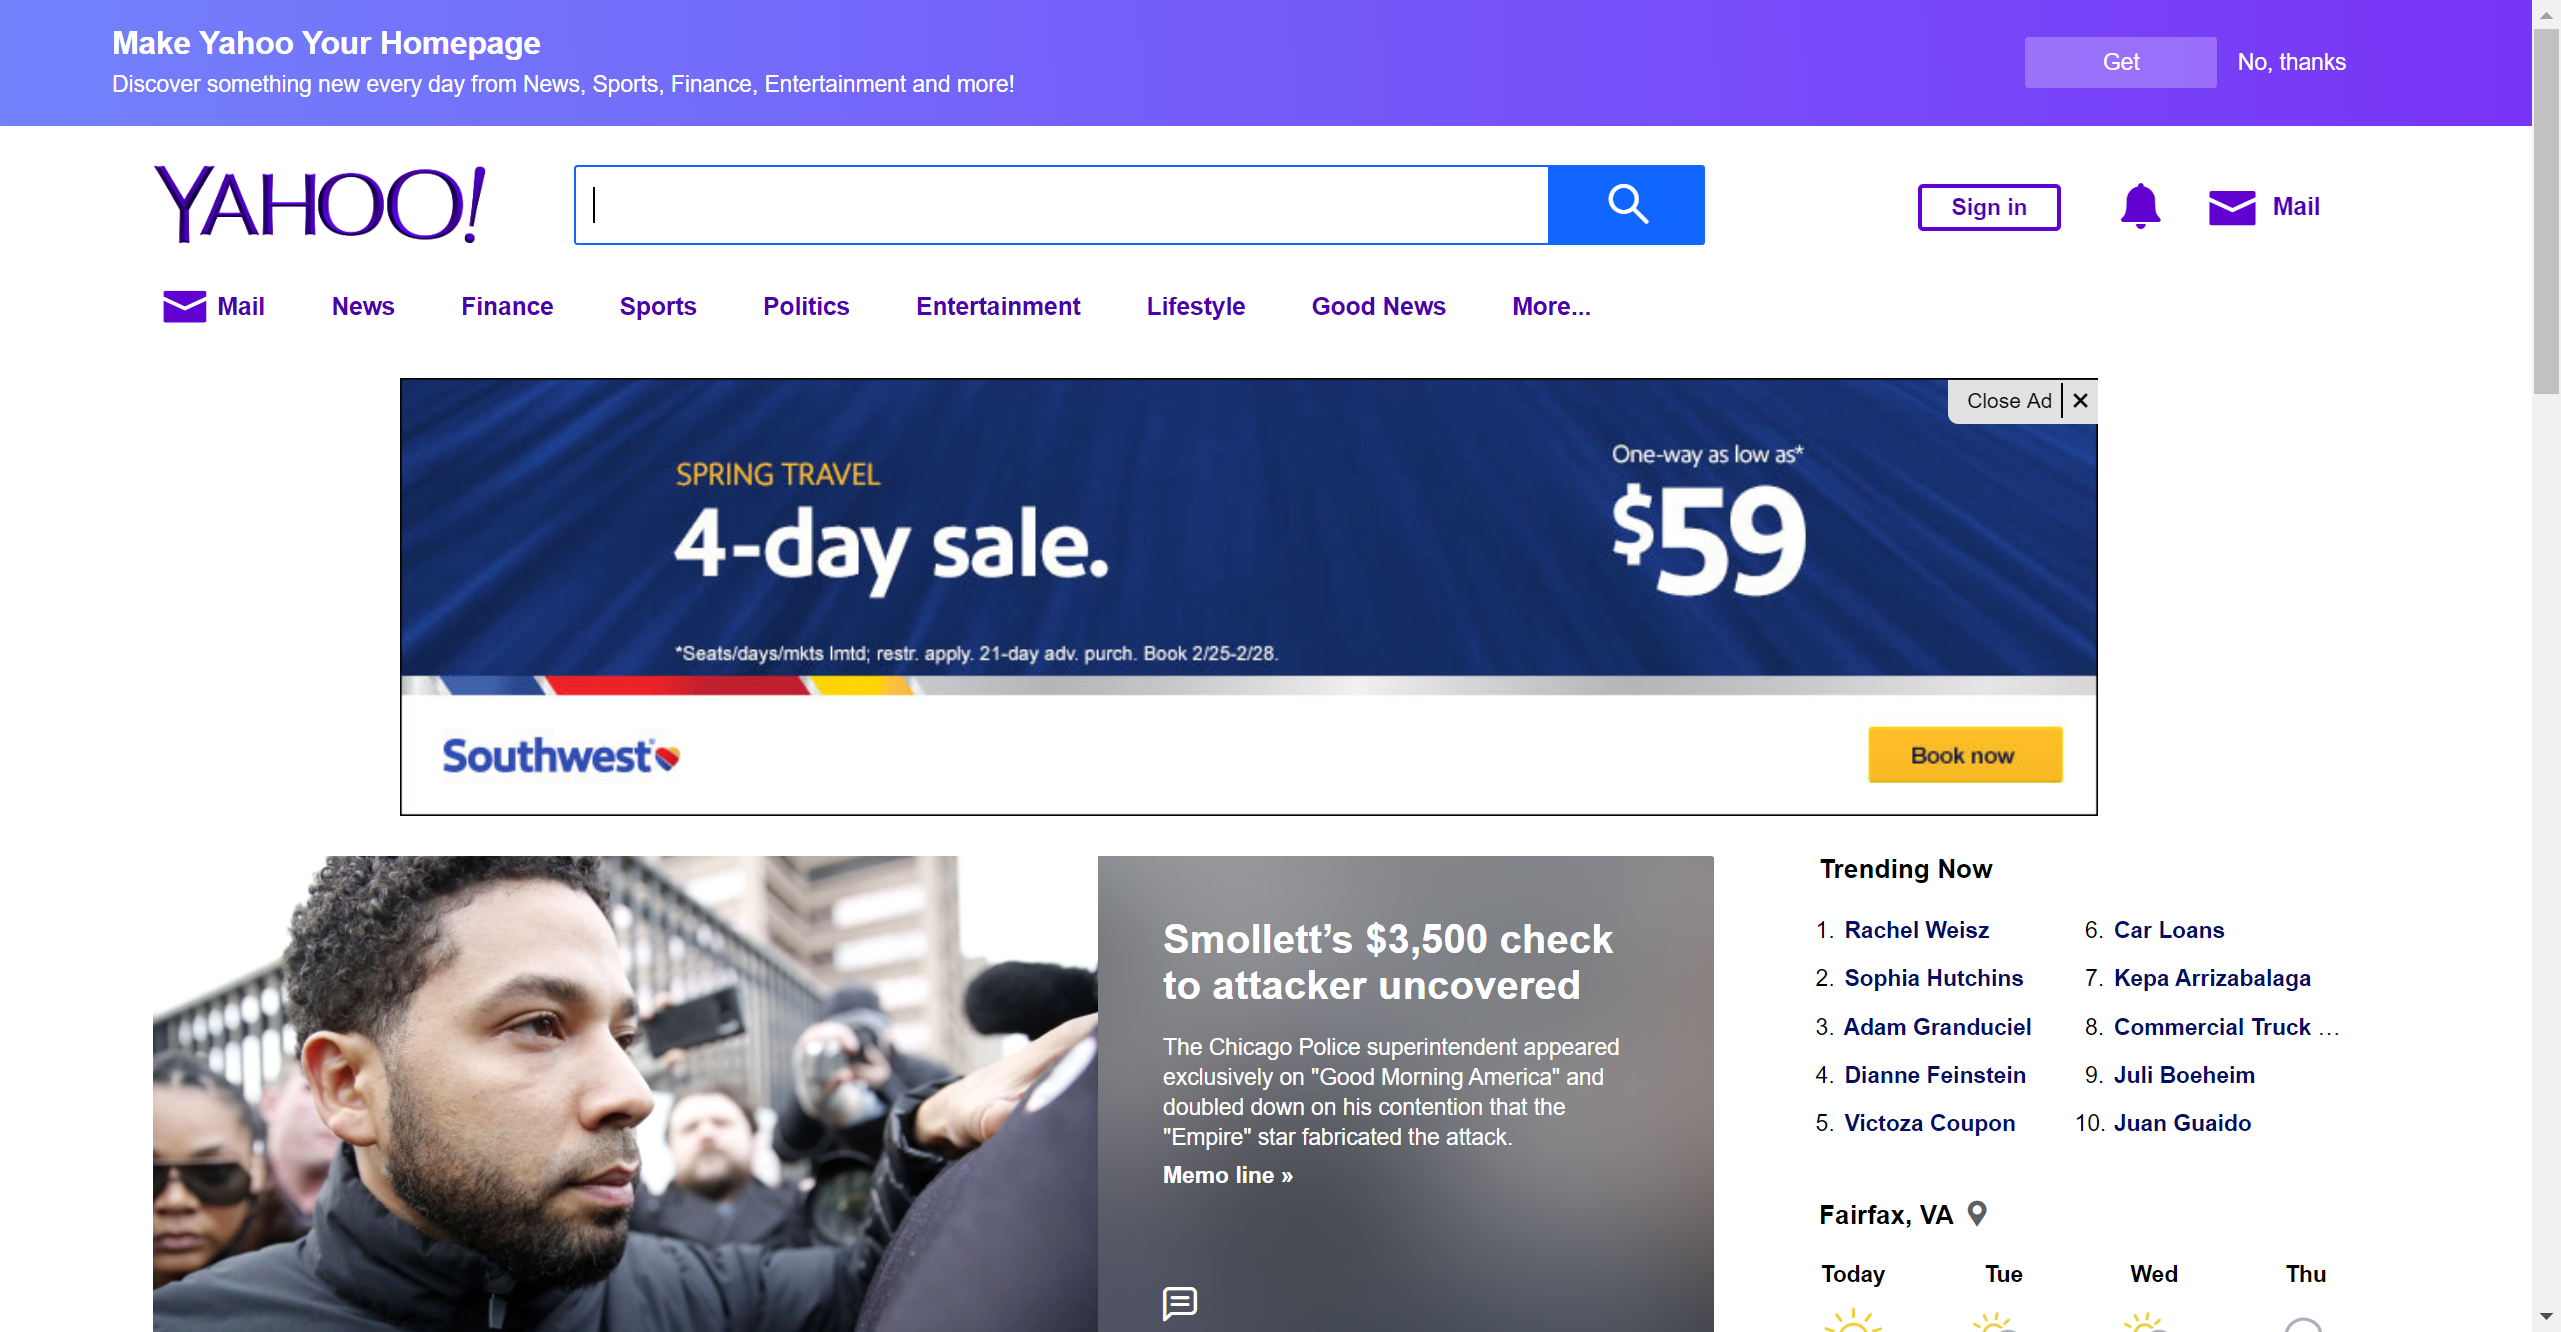 Make Yahoo Your Homepage
Discover something new every day from News, Sports, Finance, Entertainment and more!
Get
No, thanks
YAHOO!
Sign in
Mail
Mail
News
Finance
Sports
Politics
Entertainment
Lifestyle
Good News
More...
Close Ad
SPRING TRAVEL
4-day sale.
One-way as low as*
$59
*Seats/days/mkts lmtd; restr. apply. 21-day adv. purch. Book 2/25-2/28.
Southwest
Book now
Smollett’s $3,500 check
to attacker uncovered
The Chicago Police superintendent appeared
exclusively on "Good Morning America" and
doubled down on his contention that the
"Empire" star fabricated the attack.
Memo line »
Trending Now
1. Rachel Weisz
2. Sophia Hutchins
3. Adam Granduciel
4. Dianne Feinstein
5. Victoza Coupon
6. Car Loans
7. Kepa Arrizabalaga
8. Commercial Truck ...
9. Juli Boeheim
10. Juan Guaido
Fairfax, VA
Today
Tue
Wed
Thu